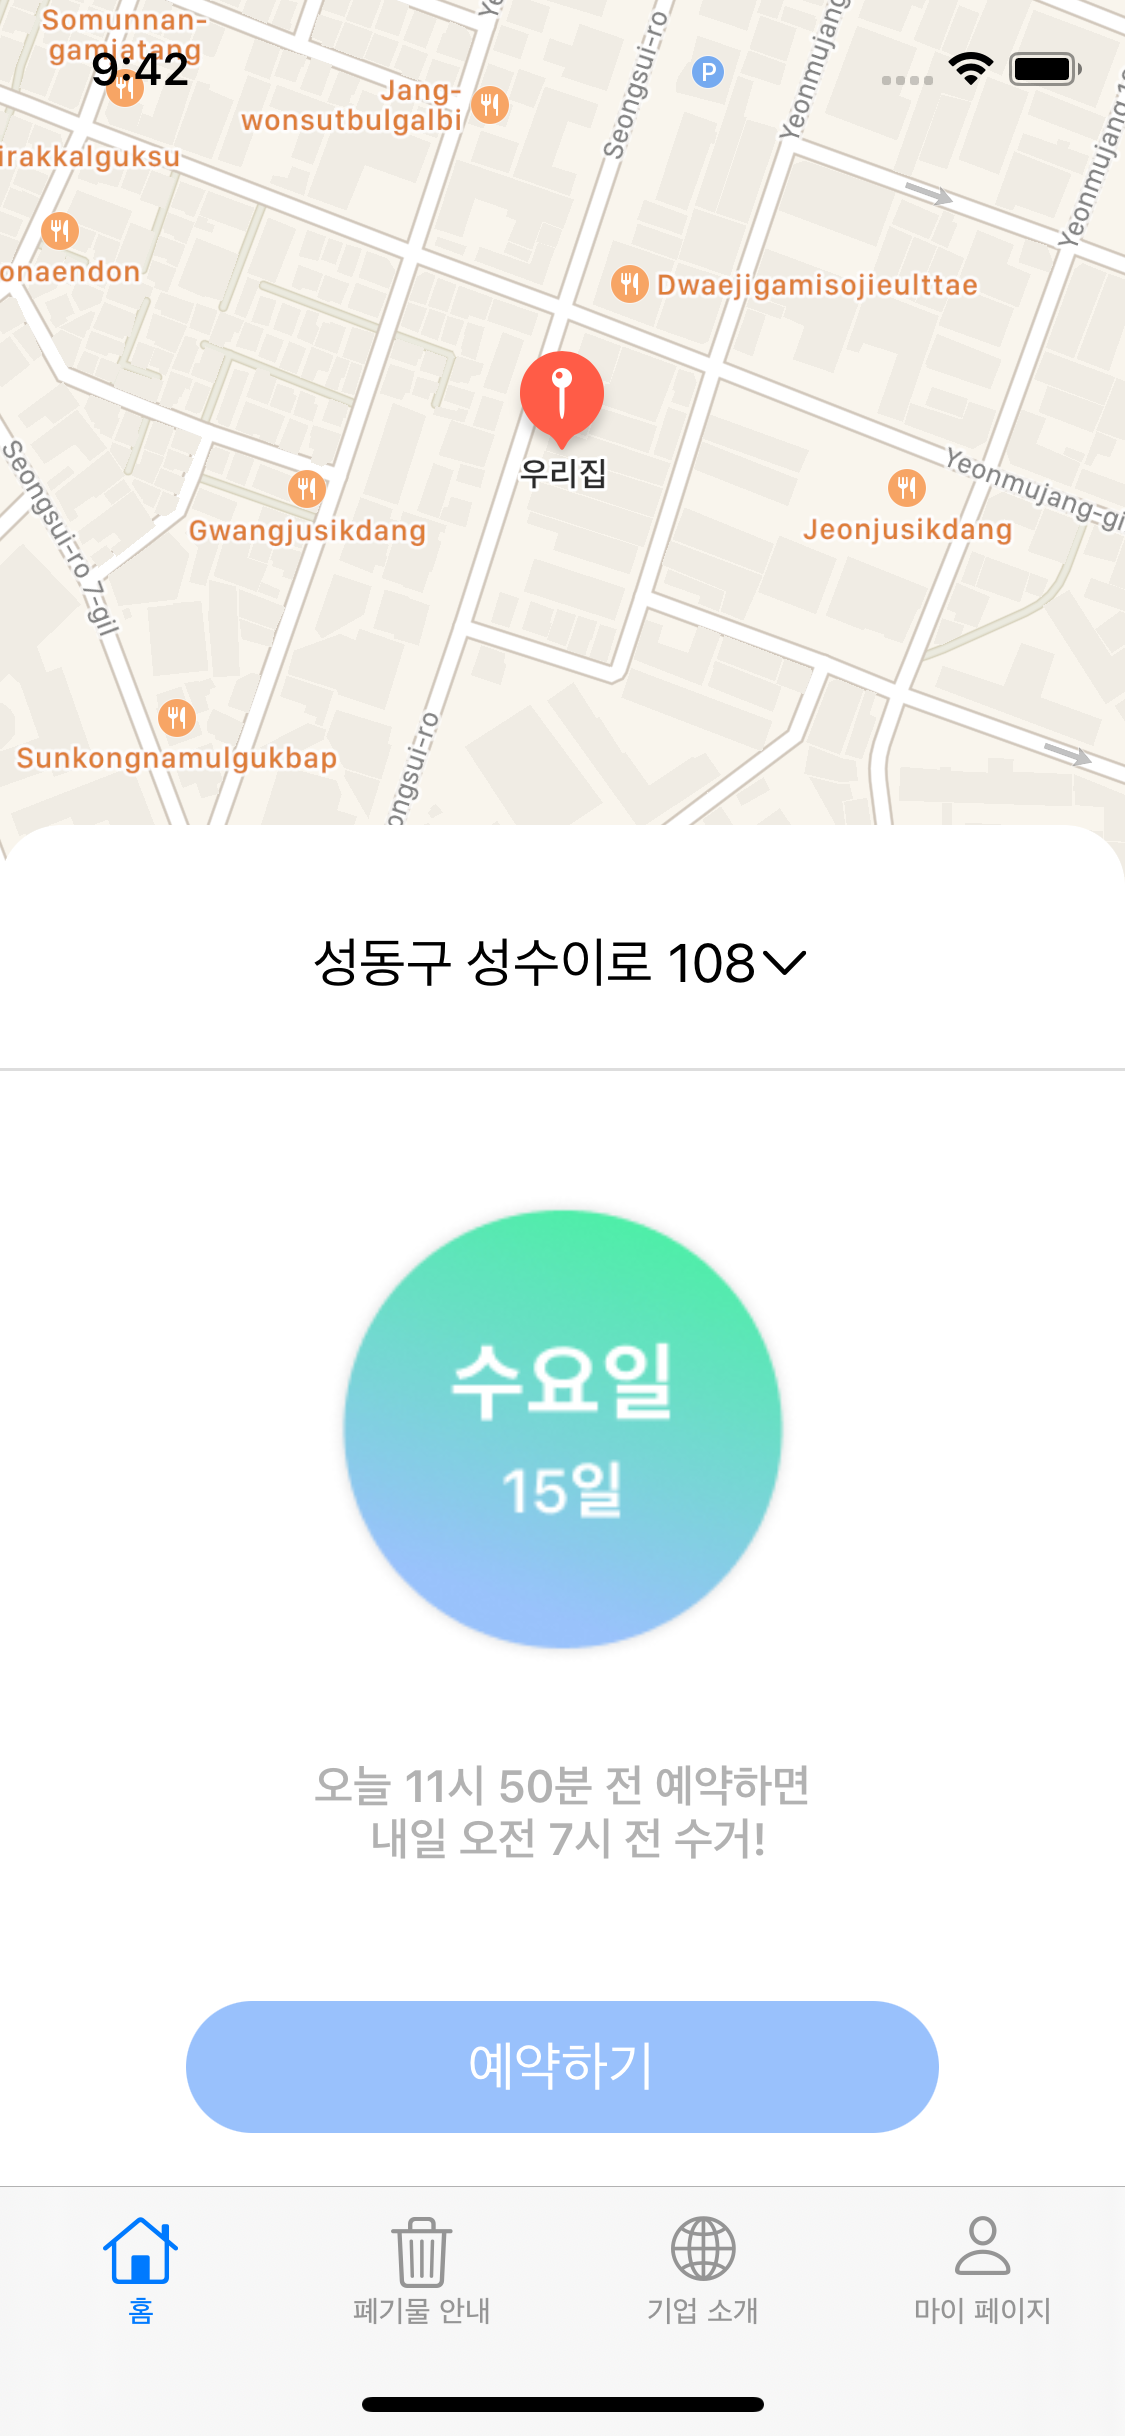 Somunnan-
gamjatang
9:42
Jang-
wonsutbulgalbi
Seongsui-ro
P
Yeonmujang
Yeonmujang 1
irakkalguksu
onaendon
Dwaejigamisojieulttae
우리집
Seongsui-ro 7-gil
Gwangjusikdang
Yeonmujang-gi
Jeonjusikdang
Sunkongnamulgukbap
ongsui-ro
성동구 성수이로 108
수요일
15일
오늘 11시 50분 전 예약하면
내일 오전 7시 전 수거!
예약하기
홈
폐기물 안내
기업 소개
마이 페이지